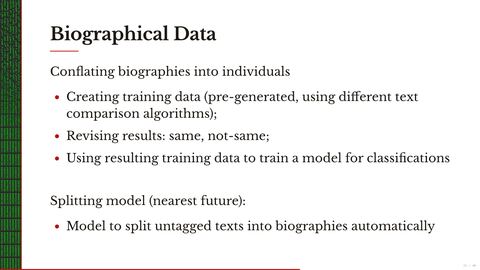 Biographical Data
Conflating biographies into individuals
• Creating training data (pre-generated, using different text
comparison algorithms);
• Revising results: same, not-same;
• Using resulting training data to train a model for classifications
Splitting model (nearest future):
• Model to split untagged texts into biographies automatically